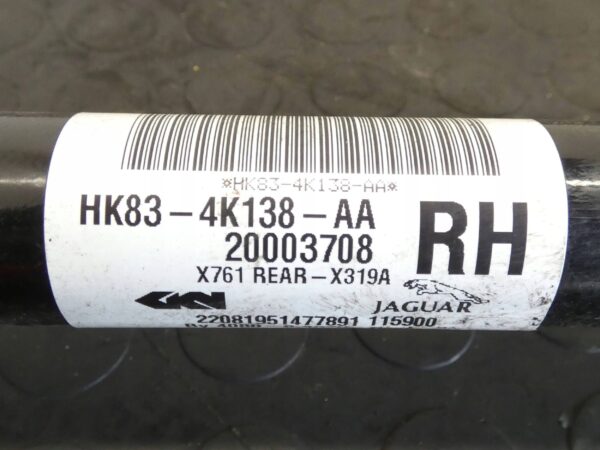 *HK83-4K138-AA*
HK83-4K138-AA
20003708
RH
X761 REAR-X319A
GKN
JAGUAR
22081951477891 115900